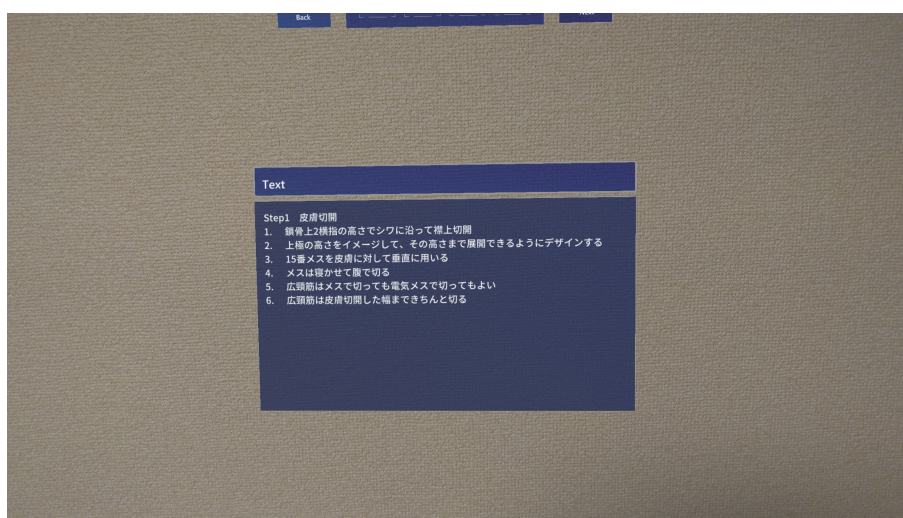 Back
Text
Step1 皮膚切開
1. 鎖骨上2横指の高さでシワに沿って襟上切開
2. 上極の高さをイメージして、その高さまで展開できるようにデザインする
3. 15番メスを皮膚に対して垂直に用いる
4. メスは寝かせて腹で切る
5. 広頸筋はメスで切っても電気メスで切ってもよい
6. 広頸筋は皮膚切開した幅まできちんと切る